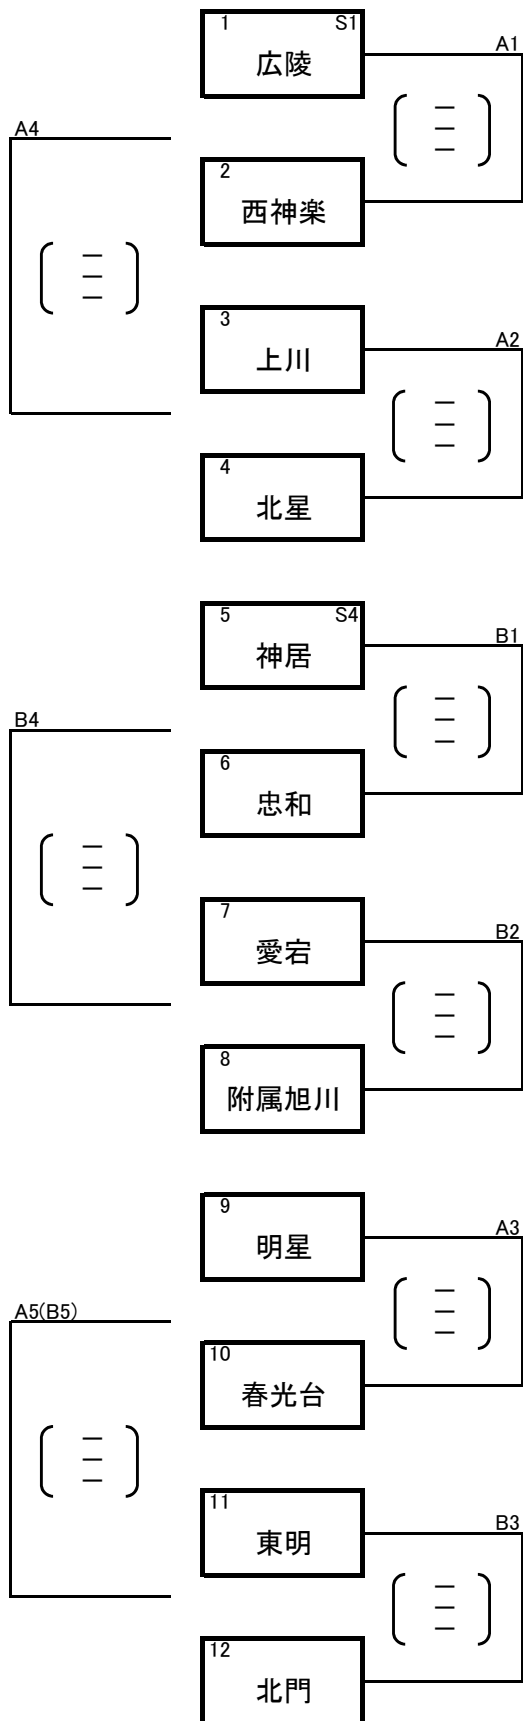 1 S1
広陵
A1
〔 − − − 〕
A4
〔 − − − 〕
2
西神楽
3
上川
A2
〔 − − − 〕
4
北星
5 S4
神居
B1
〔 − − − 〕
B4
〔 − − − 〕
6
忠和
7
愛宕
B2
〔 − − − 〕
8
附属旭川
9
明星
A3
〔 − − − 〕
A5(B5)
〔 − − − 〕
10
春光台
11
東明
B3
〔 − − − 〕
12
北門